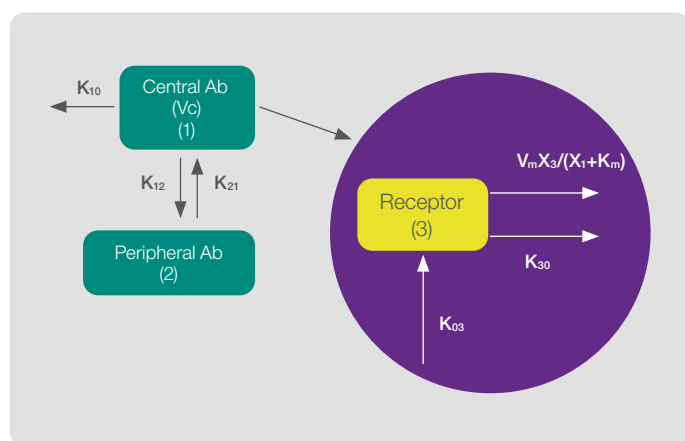 K₁₀
Central Ab
(Vc)
(1)
K₁₂
K₂₁
Peripheral Ab
(2)
VₘX₃/(X₁+Kₘ)
Receptor
(3)
K₃₀
K₀₃